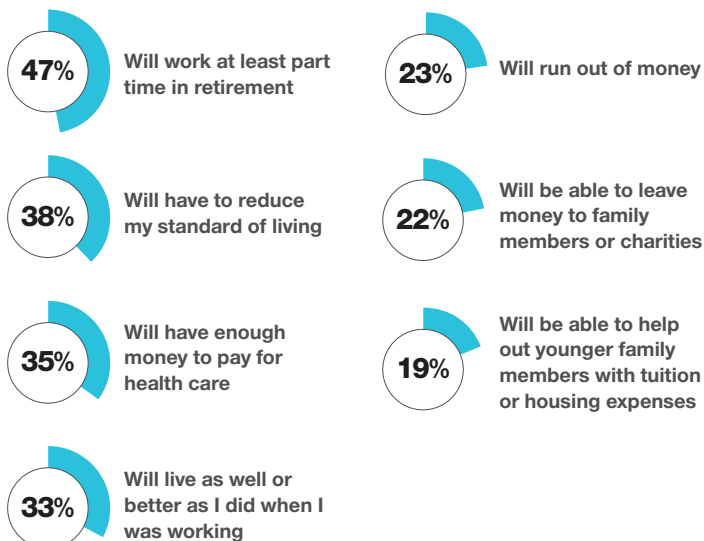 47%
Will work at least part
time in retirement
38%
Will have to reduce
my standard of living
35%
Will have enough
money to pay for
health care
33%
Will live as well or
better as I did when I
was working
23%
Will run out of money
22%
Will be able to leave
money to family
members or charities
19%
Will be able to help
out younger family
members with tuition
or housing expenses